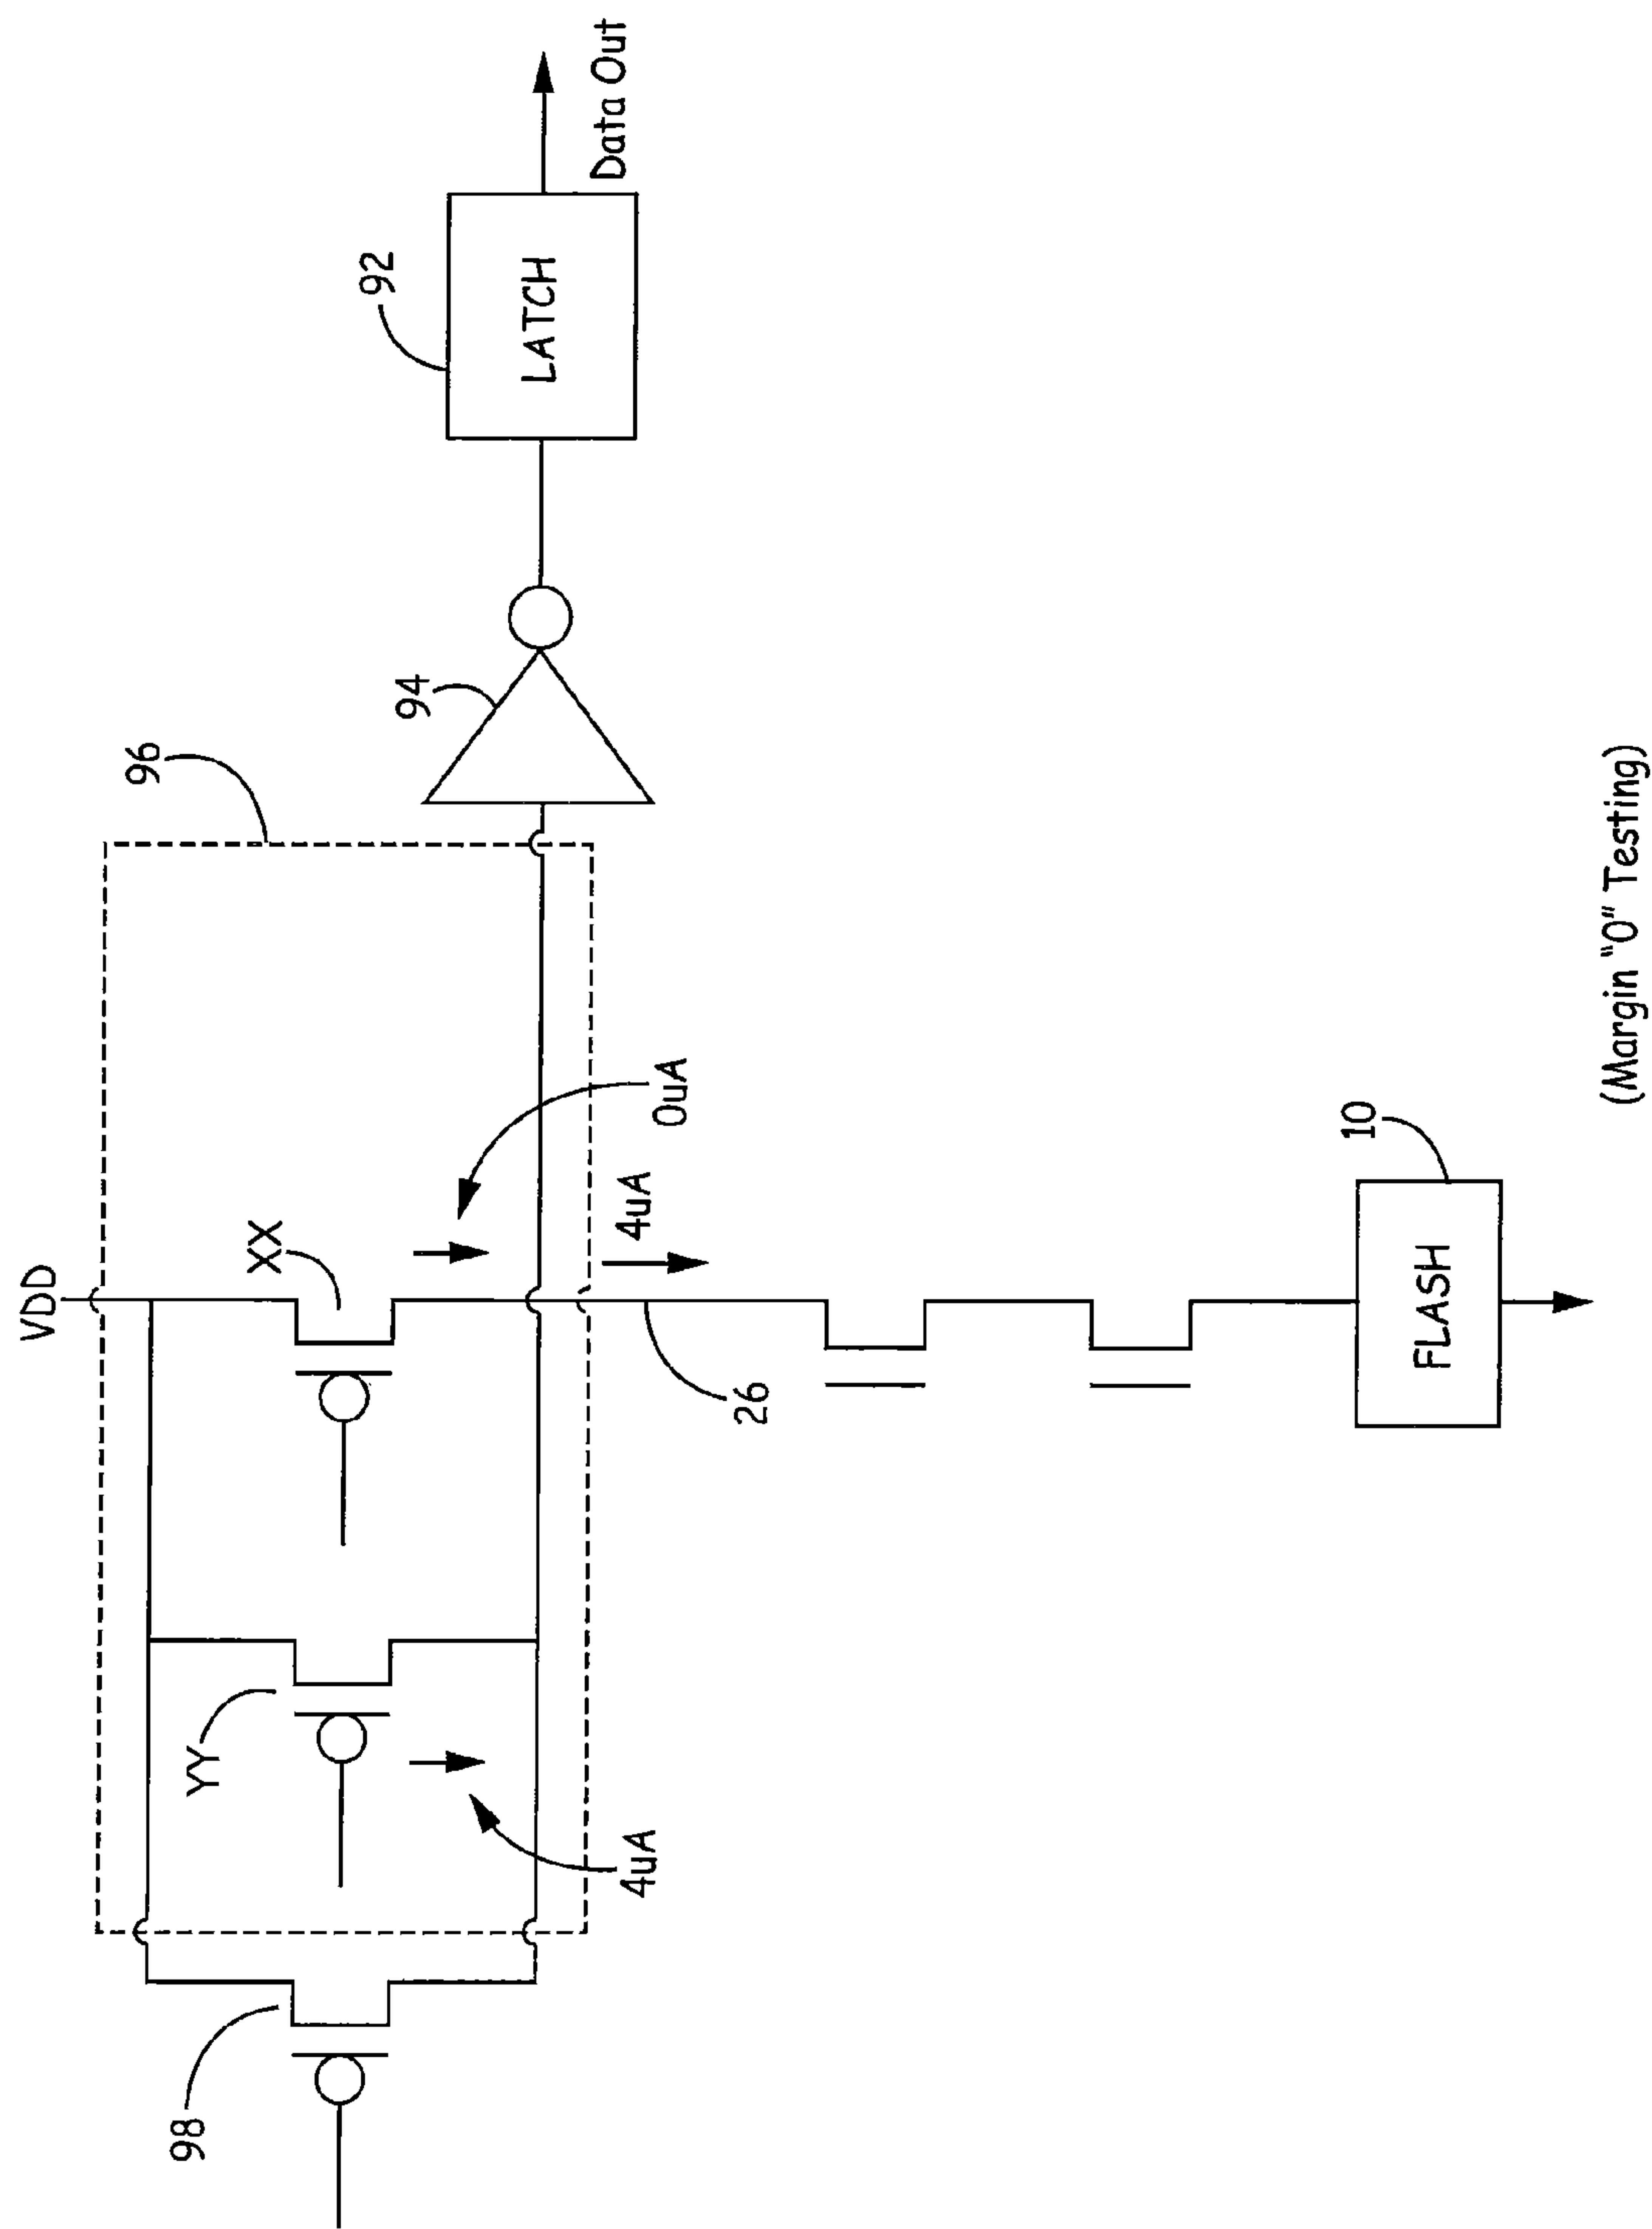 VDD
96
98
YY
XX
94
92
LATCH
Data Out
4uA
4uA
0uA
26
10
FLASH
(Margin "0" Testing)